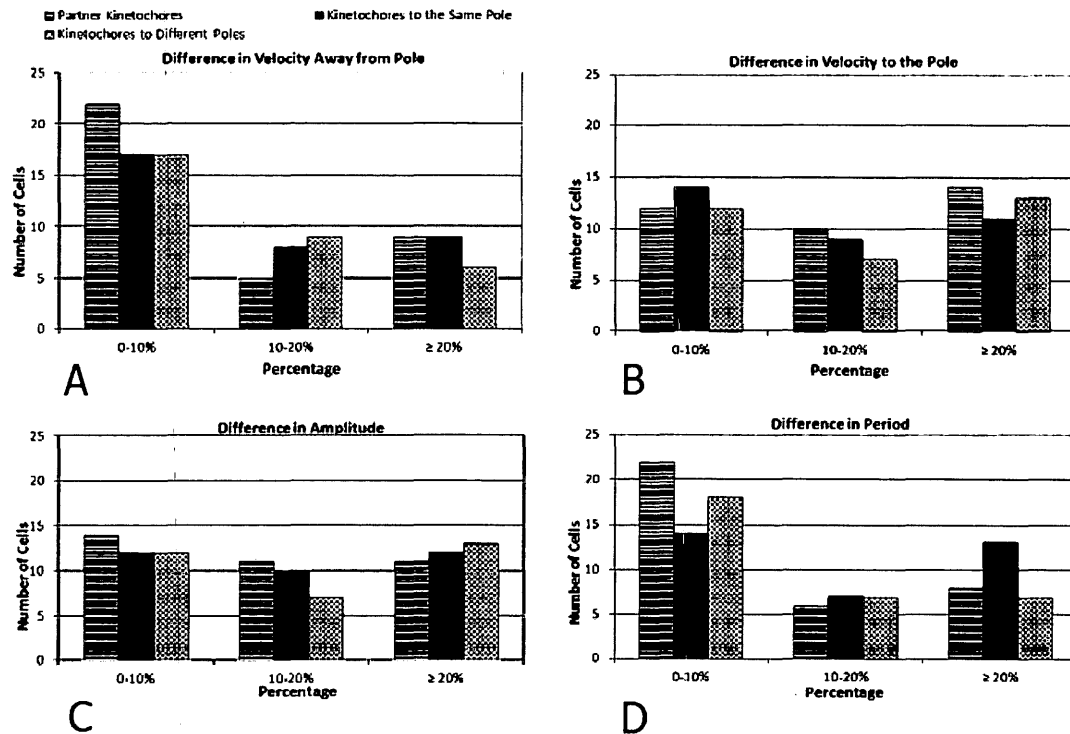 Partner Kinetochores
Kinetochores to the Same Pole
Kinetochores to Different Poles
Difference in Velocity Away from Pole
25
20
15
10
5
0
Number of Cells
0-10%
10-20%
≥ 20%
Percentage
A
Difference in Velocity to the Pole
25
20
15
10
5
0
Number of Cells
0-10%
10-20%
≥ 20%
Percentage
B
Difference in Amplitude
25
20
15
10
5
0
Number of Cells
0-10%
10-20%
≥ 20%
Percentage
C
Difference in Period
25
20
15
10
5
0
Number of Cells
0-10%
10-20%
≥ 20%
Percentage
D